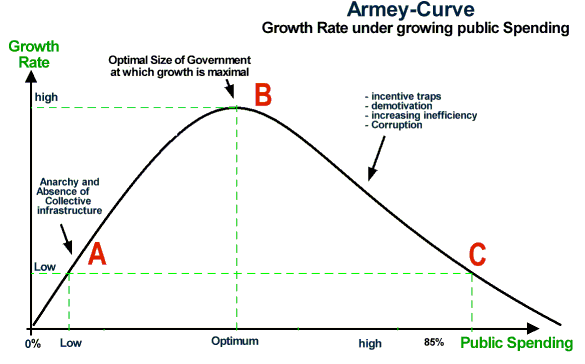 Armey-Curve
Growth Rate under growing public Spending
Growth
Rate
Optimal Size of Government
at which growth is maximal
B
high
- incentive traps
- demotivation
- increasing inefficiency
- Corruption
Anarchy and
Absence of
Collective
infrastructure
A
C
Low
0%
Low
Optimum
high
85%
Public Spending